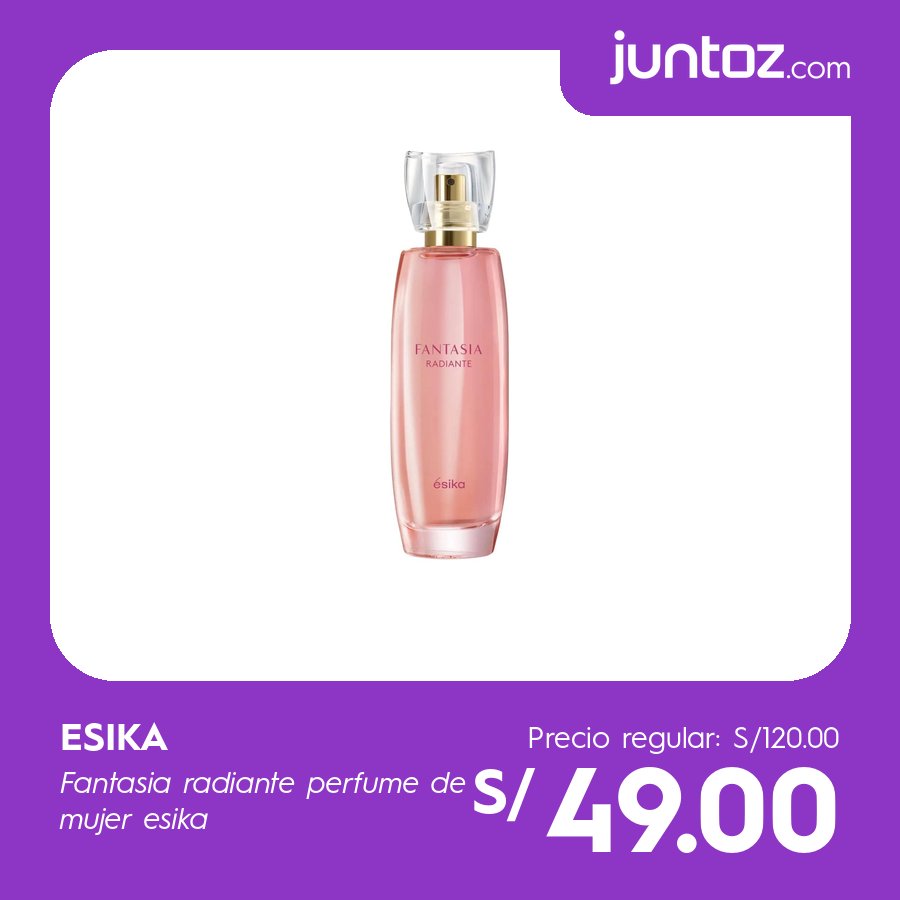 juntoz.com
FANTASIA
RADIANTE
ésika
ESIKA
Fantasia radiante perfume de
mujer esika
Precio regular: S/120.00
S/49.00